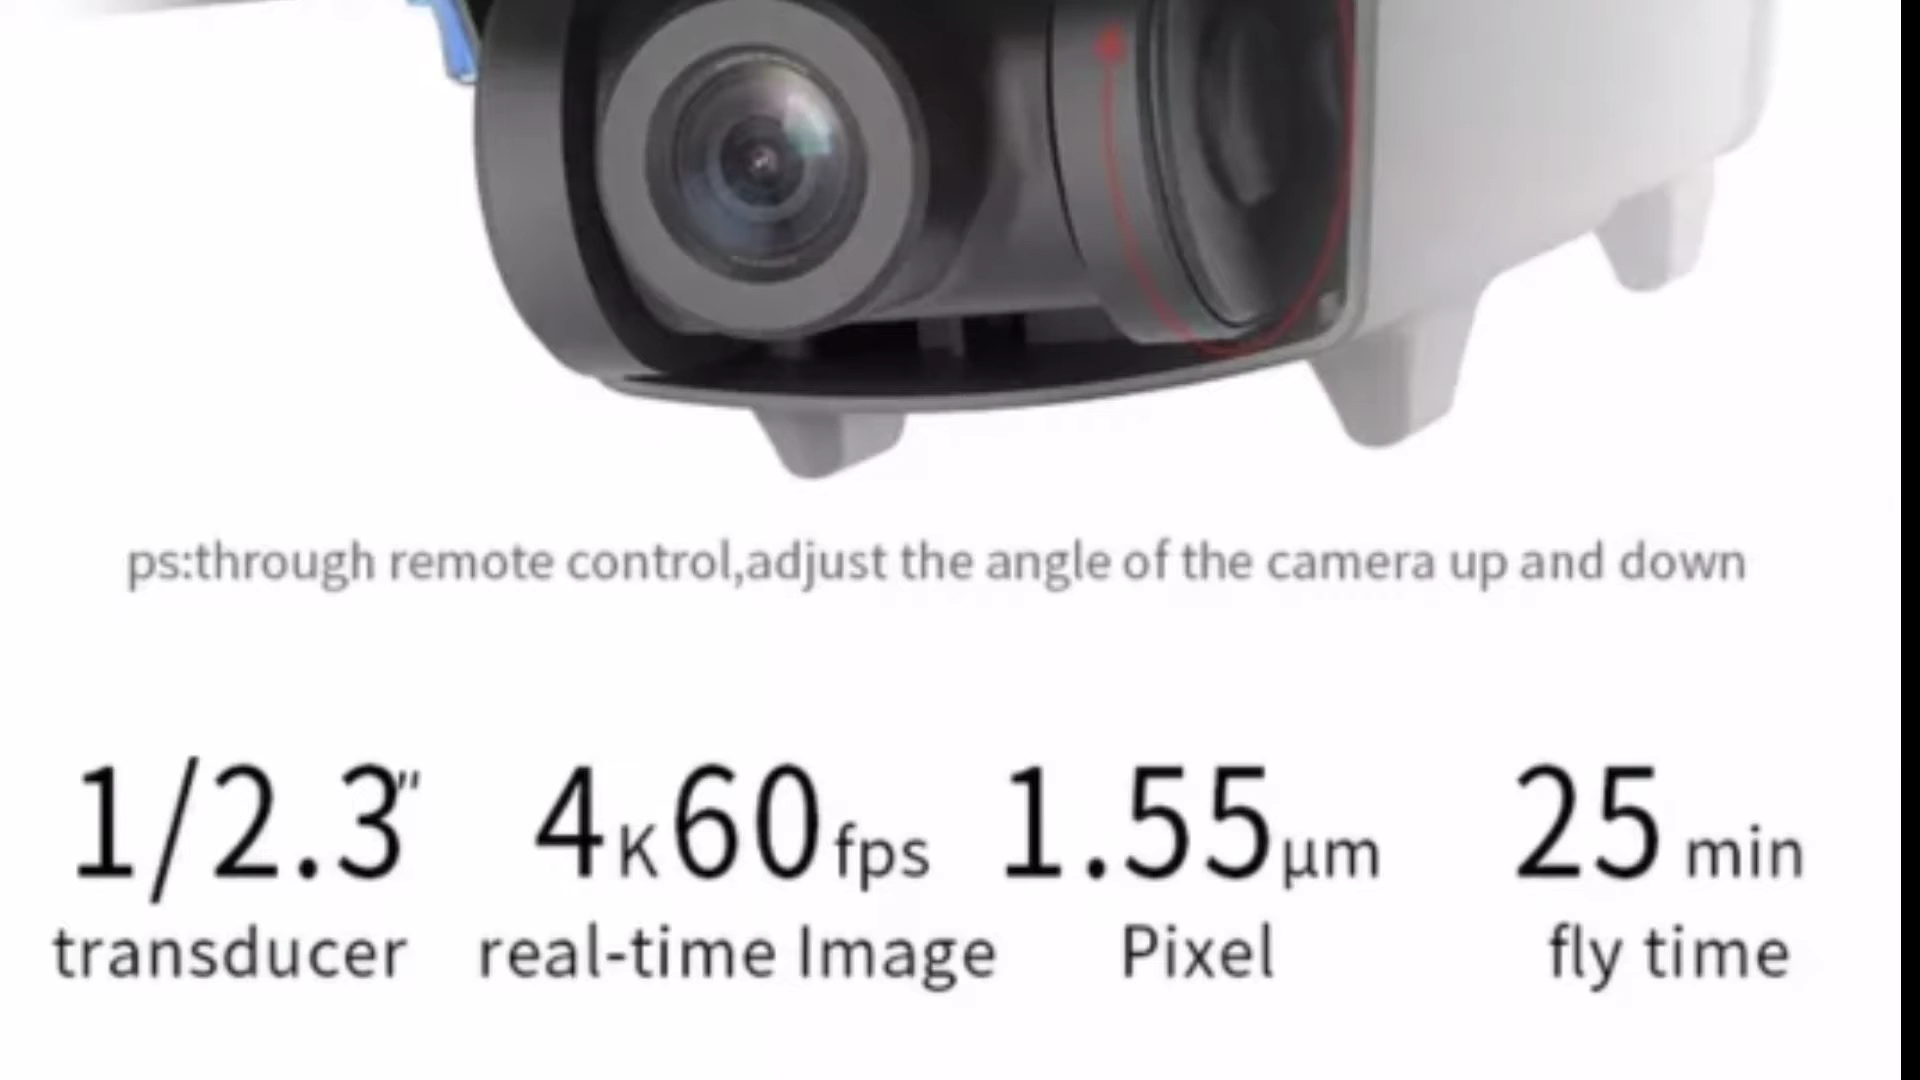 ps:through remote control,adjust the angle of the camera up and down
1/2.3" 4K60fps 1.55μm 25 min
transducer real-time Image Pixel fly time